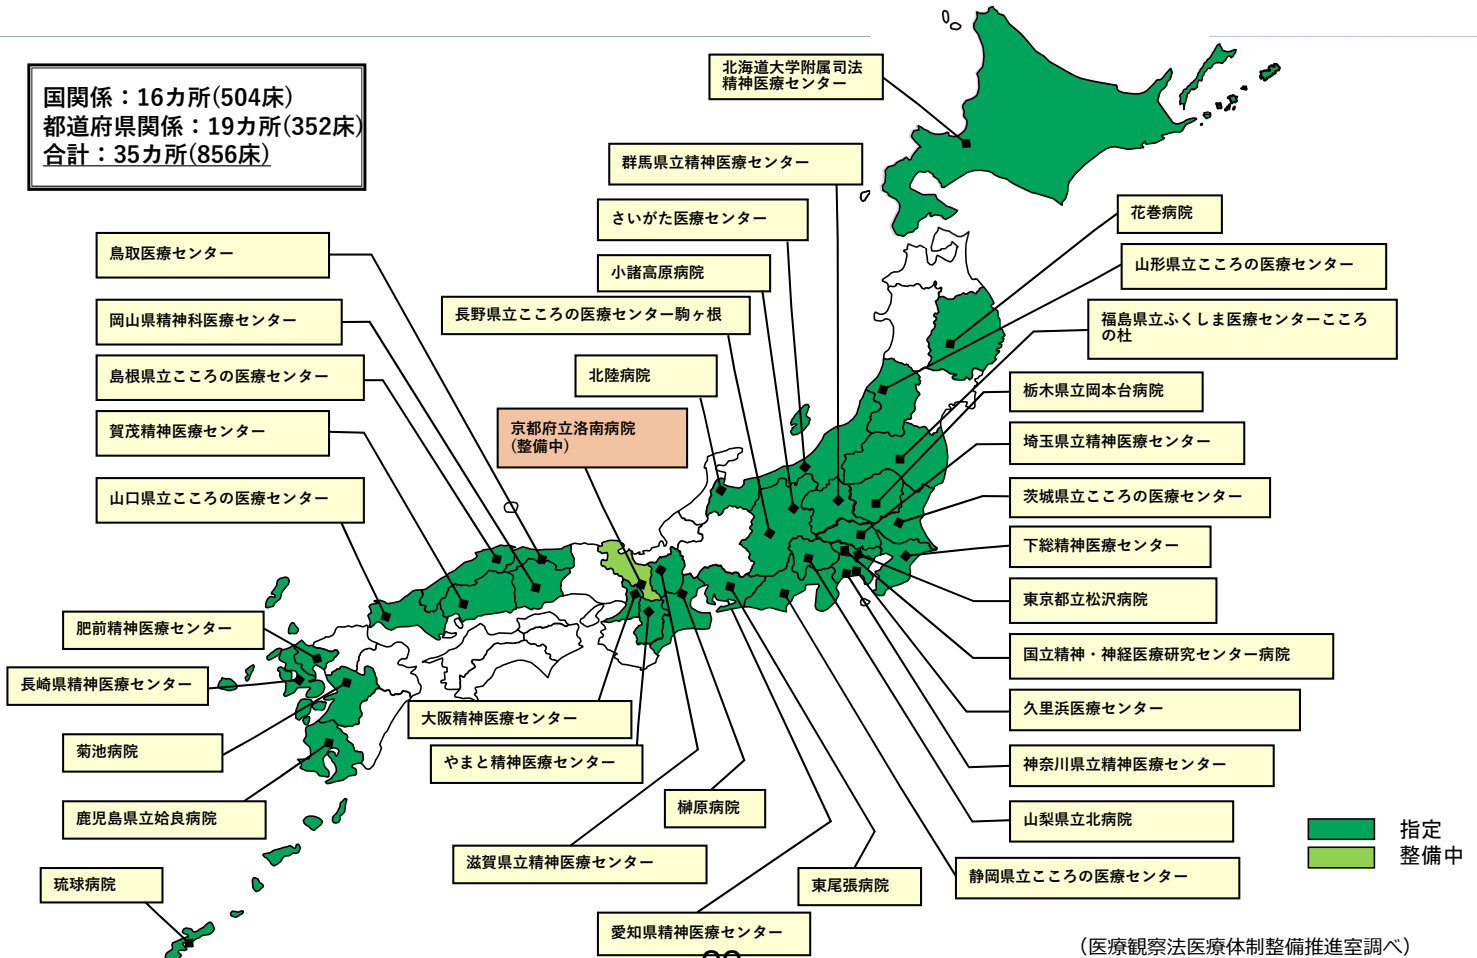 国関係：16カ所(504床)
都道府県関係：19カ所(352床)
合計：35カ所(856床)
北海道大学附属司法
精神医療センター
群馬県立精神医療センター
さいがた医療センター
小諸高原病院
長野県立こころの医療センター駒ヶ根
北陸病院
京都府立洛南病院
(整備中)
鳥取医療センター
岡山県精神科医療センター
島根県立こころの医療センター
賀茂精神医療センター
山口県立こころの医療センター
肥前精神医療センター
長崎県精神医療センター
菊池病院
鹿児島県立姶良病院
琉球病院
花巻病院
山形県立こころの医療センター
福島県立ふくしま医療センターこころ
の杜
栃木県立岡本台病院
埼玉県立精神医療センター
茨城県立こころの医療センター
下総精神医療センター
東京都立松沢病院
国立精神・神経医療研究センター病院
久里浜医療センター
神奈川県立精神医療センター
山梨県立北病院
静岡県立こころの医療センター
大阪精神医療センター
やまと精神医療センター
榊原病院
滋賀県立精神医療センター
東尾張病院
愛知県精神医療センター
指定
整備中
（医療観察法医療体制整備推進室調べ）